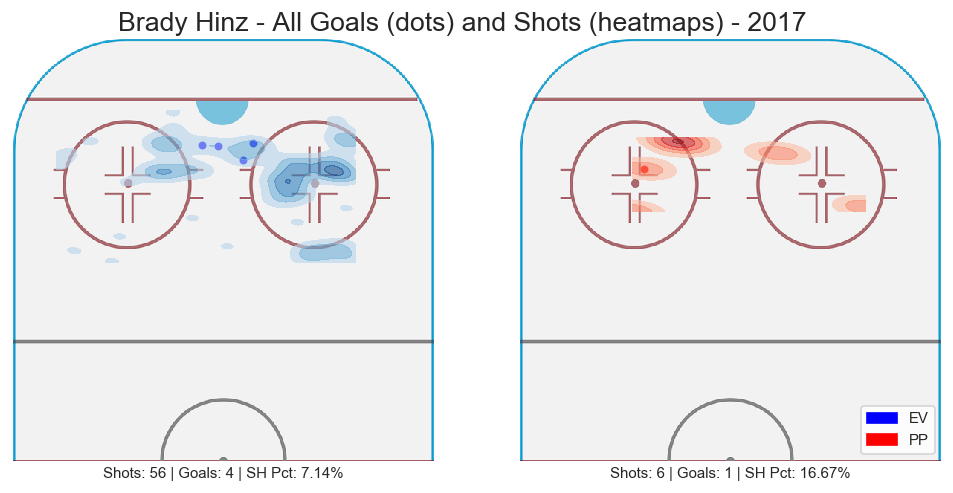 Brady Hinz - All Goals (dots) and Shots (heatmaps) - 2017
EV
PP
Shots: 56 | Goals: 4 | SH Pct: 7.14%
Shots: 6 | Goals: 1 | SH Pct: 16.67%